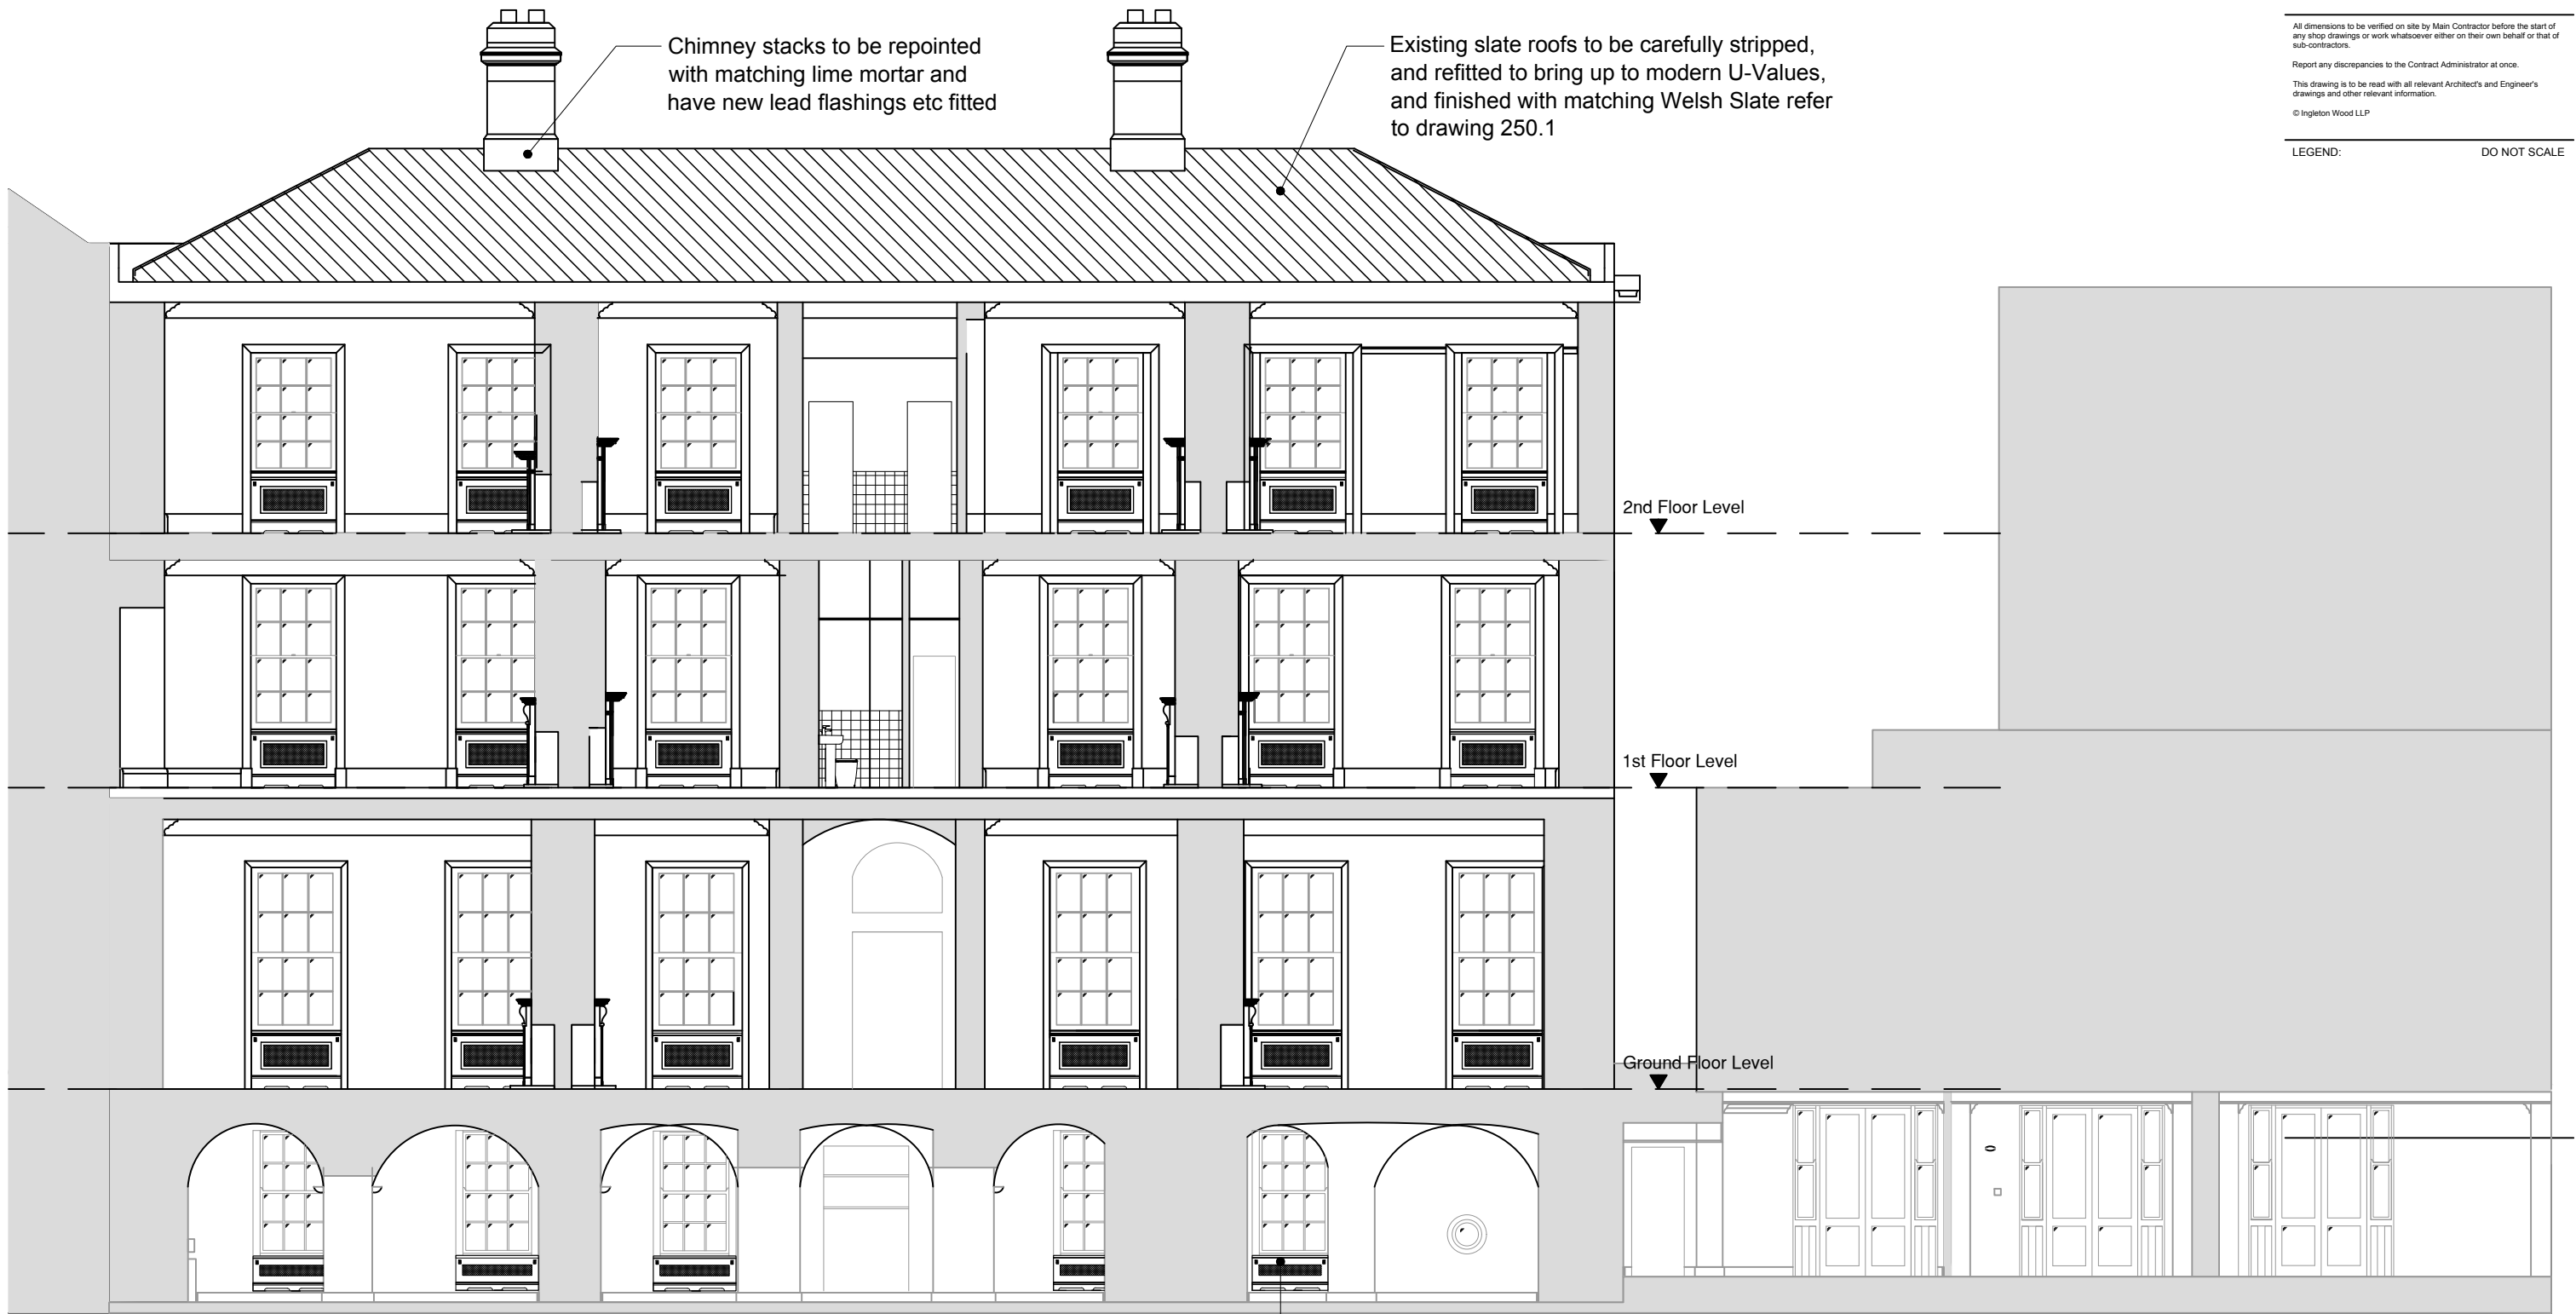 Chimney stacks to be repointed
with matching lime mortar and
have new lead flashings etc fitted
Existing slate roofs to be carefully stripped,
and refitted to bring up to modern U-Values,
and finished with matching Welsh Slate refer
to drawing 250.1
All dimensions to be verified on site by Main Contractor before the start of
any shop drawings or work whatsoever either on their own behalf or that of
sub-contractors.
Report any discrepancies to the Contract Administrator at once.
This drawing is to be read with all relevant Architect's and Engineer's
drawings and other relevant information.
© Ingleton Wood LLP
LEGEND: DO NOT SCALE
2nd Floor Level
1st Floor Level
Ground Floor Level